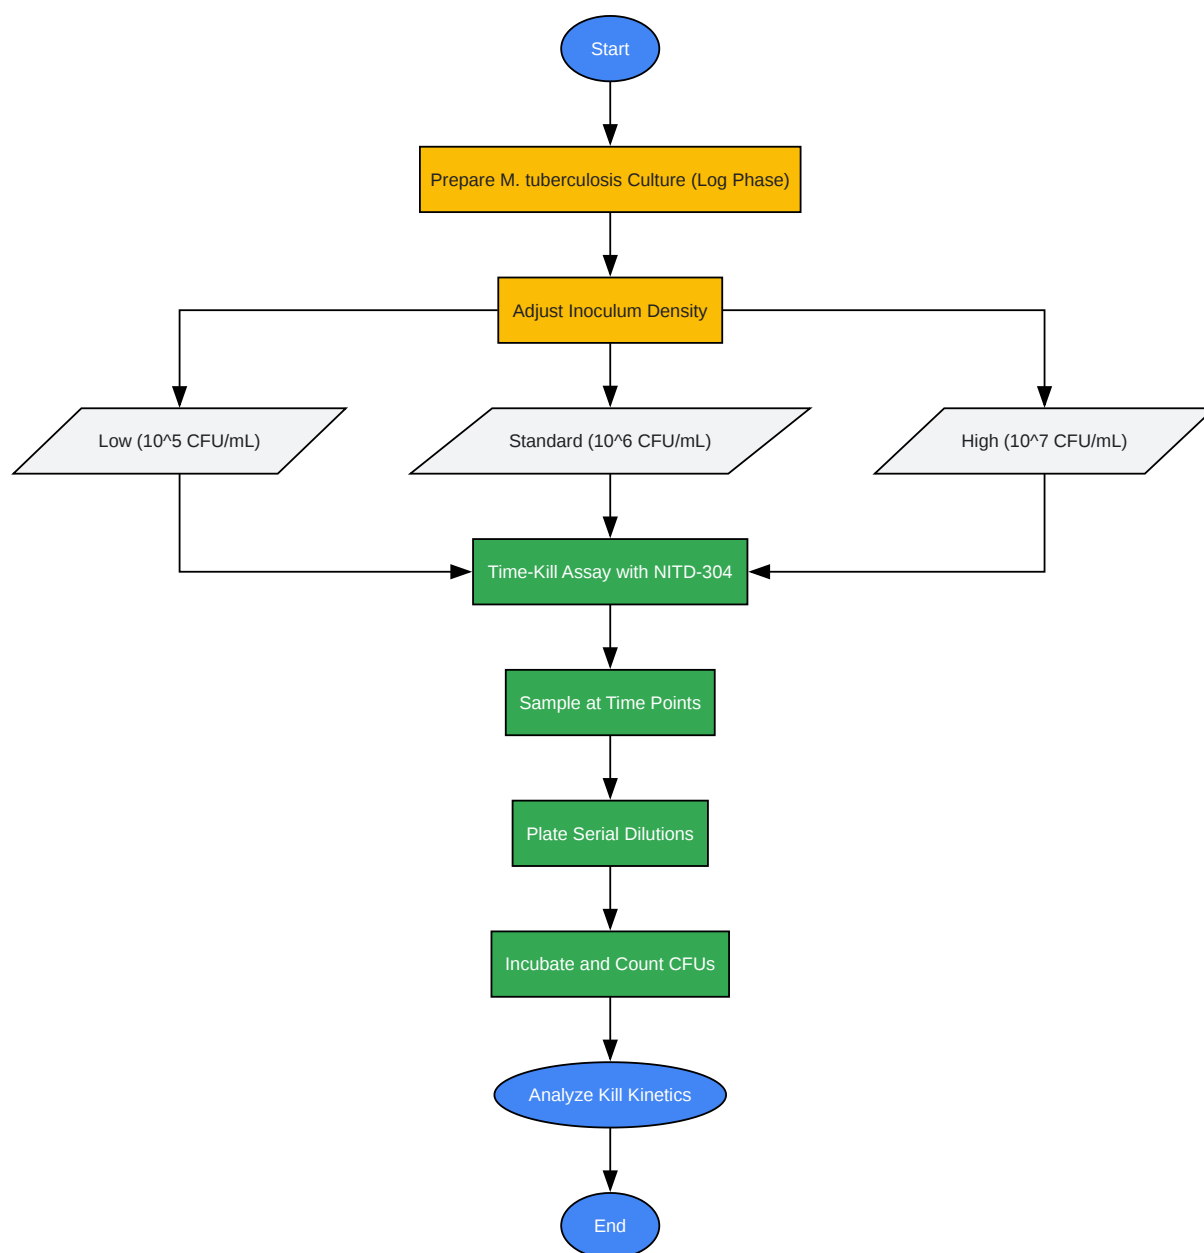 Start
Prepare M. tuberculosis Culture (Log Phase)
Adjust Inoculum Density
Low (10^5 CFU/mL)
Standard (10^6 CFU/mL)
High (10^7 CFU/mL)
Time-Kill Assay with NITD-304
Sample at Time Points
Plate Serial Dilutions
Incubate and Count CFUs
Analyze Kill Kinetics
End